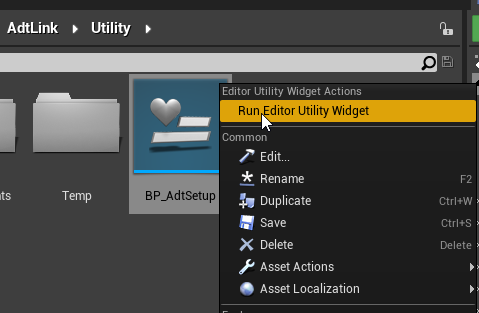 AdtLink Utility
Editor Utility Widget Actions
Run Editor Utility Widget
Common
Edit...
Rename F2
Duplicate Ctrl+W
Save Ctrl+S
Delete Delete
Asset Actions
Asset Localization
nts Temp BP_AdtSetup